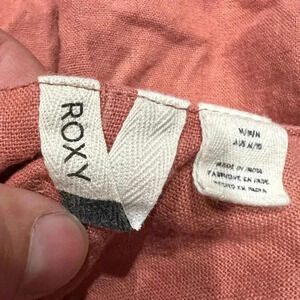 ROXY
M/M/M
MADE IN INDIA
FABRIQUE EN INDE
HECHO EN INDIA